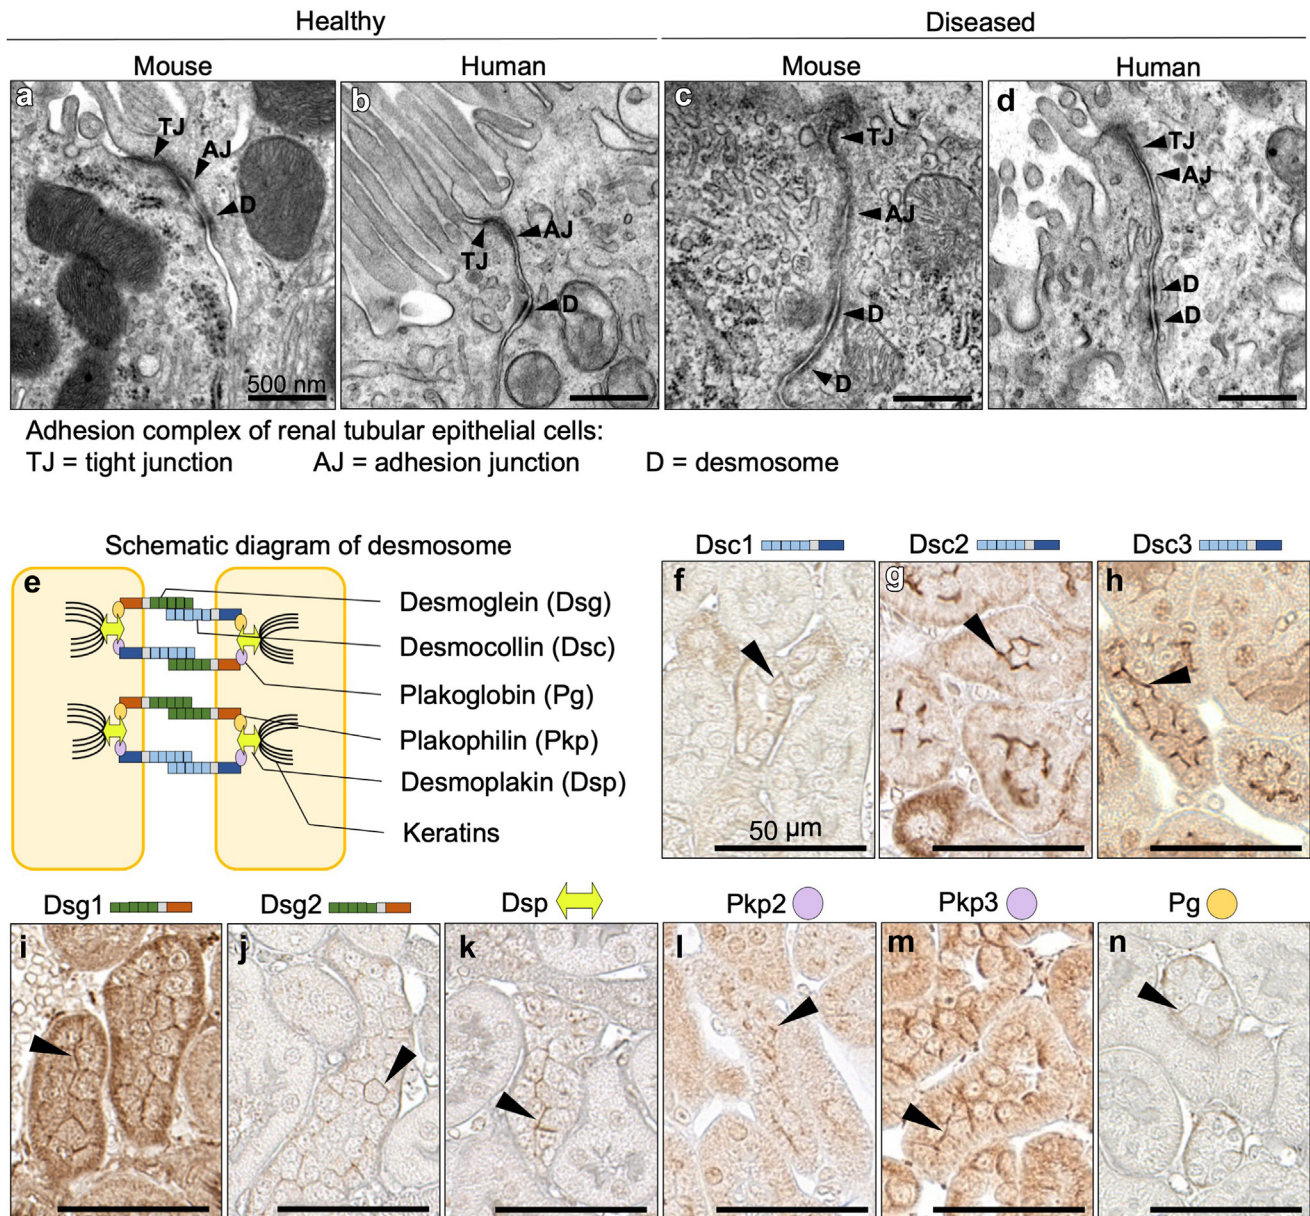 Healthy
Diseased
Mouse
Human
Mouse
Human
a
TJ
AJ
D
500 nm
b
TJ
AJ
D
c
TJ
AJ
D
D
d
TJ
AJ
D
D
Adhesion complex of renal tubular epithelial cells:
TJ = tight junction AJ = adhesion junction D = desmosome
Schematic diagram of desmosome
e
Desmoglein (Dsg)
Desmocollin (Dsc)
Plakoglobin (Pg)
Plakophilin (Pkp)
Desmoplakin (Dsp)
Keratins
Dsc1
Dsc2
Dsc3
f
50 µm
g
h
Dsg1
Dsg2
Dsp
Pkp2
Pkp3
Pg
i
j
k
l
m
n